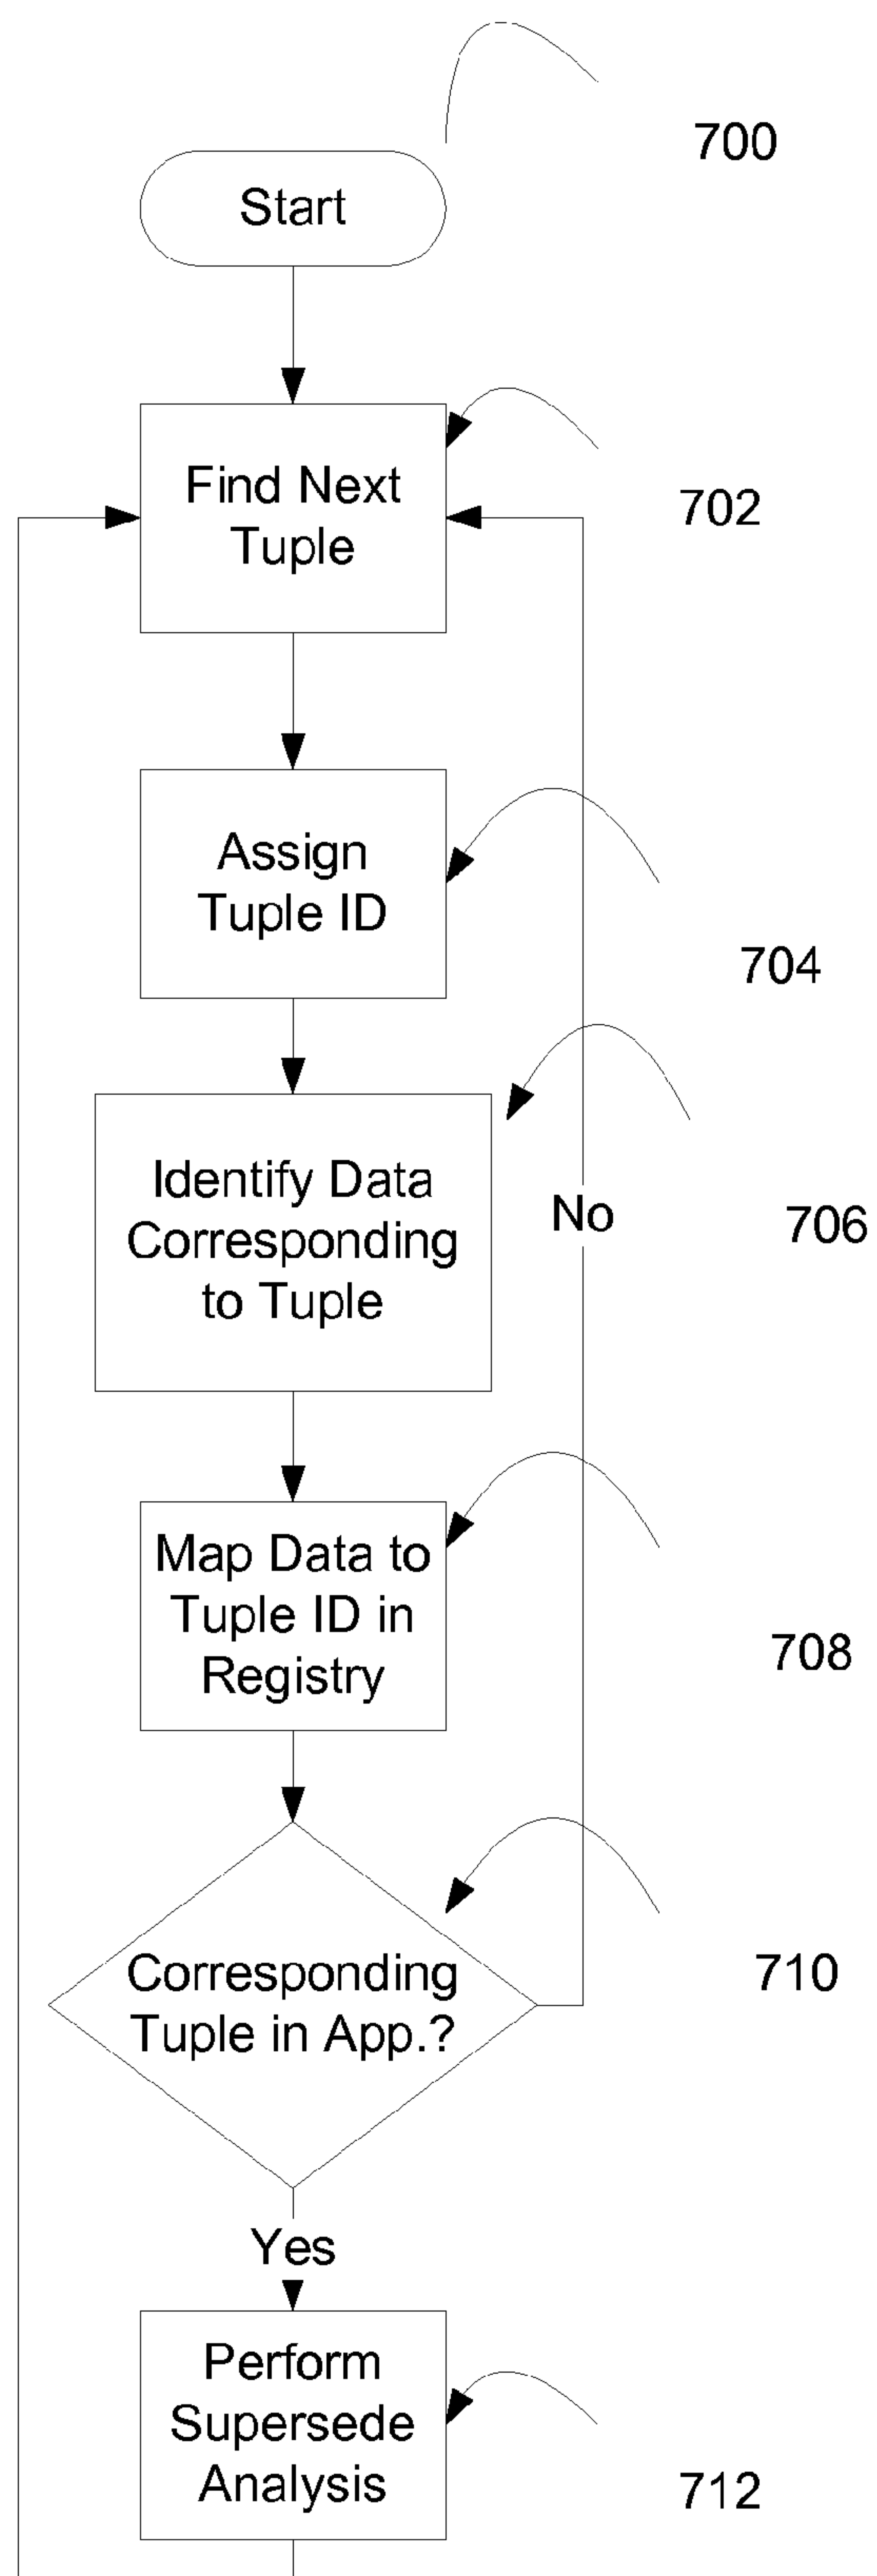 700
Start
Find Next
Tuple
702
Assign
Tuple ID
704
Identify Data
Corresponding
to Tuple
No
706
Map Data to
Tuple ID in
Registry
708
Corresponding
Tuple in App.?
710
Yes
Perform
Supersede
Analysis
712